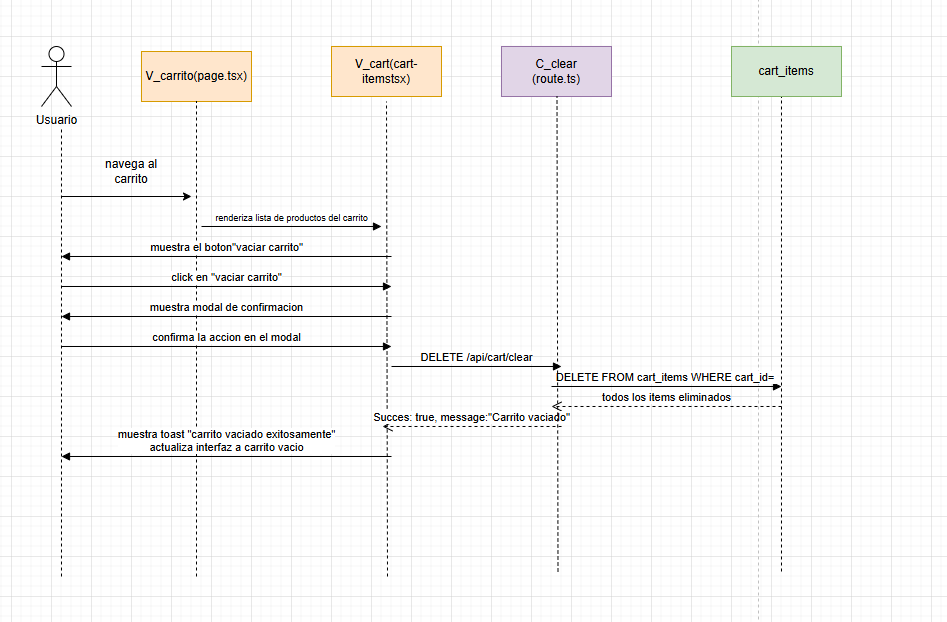 Usuario
V_carrito(page.tsx)
V_cart(cart-
itemstsx)
C_clear
(route.ts)
cart_items
navega al
carrito
renderiza lista de productos del carrito
muestra el boton"vaciar carrito"
click en "vaciar carrito"
muestra modal de confirmacion
confirma la accion en el modal
DELETE /api/cart/clear
DELETE FROM cart_items WHERE cart_id=
todos los items eliminados
Succes: true, message:"Carrito vaciado"
muestra toast "carrito vaciado exitosamente"
actualiza interfaz a carrito vacio